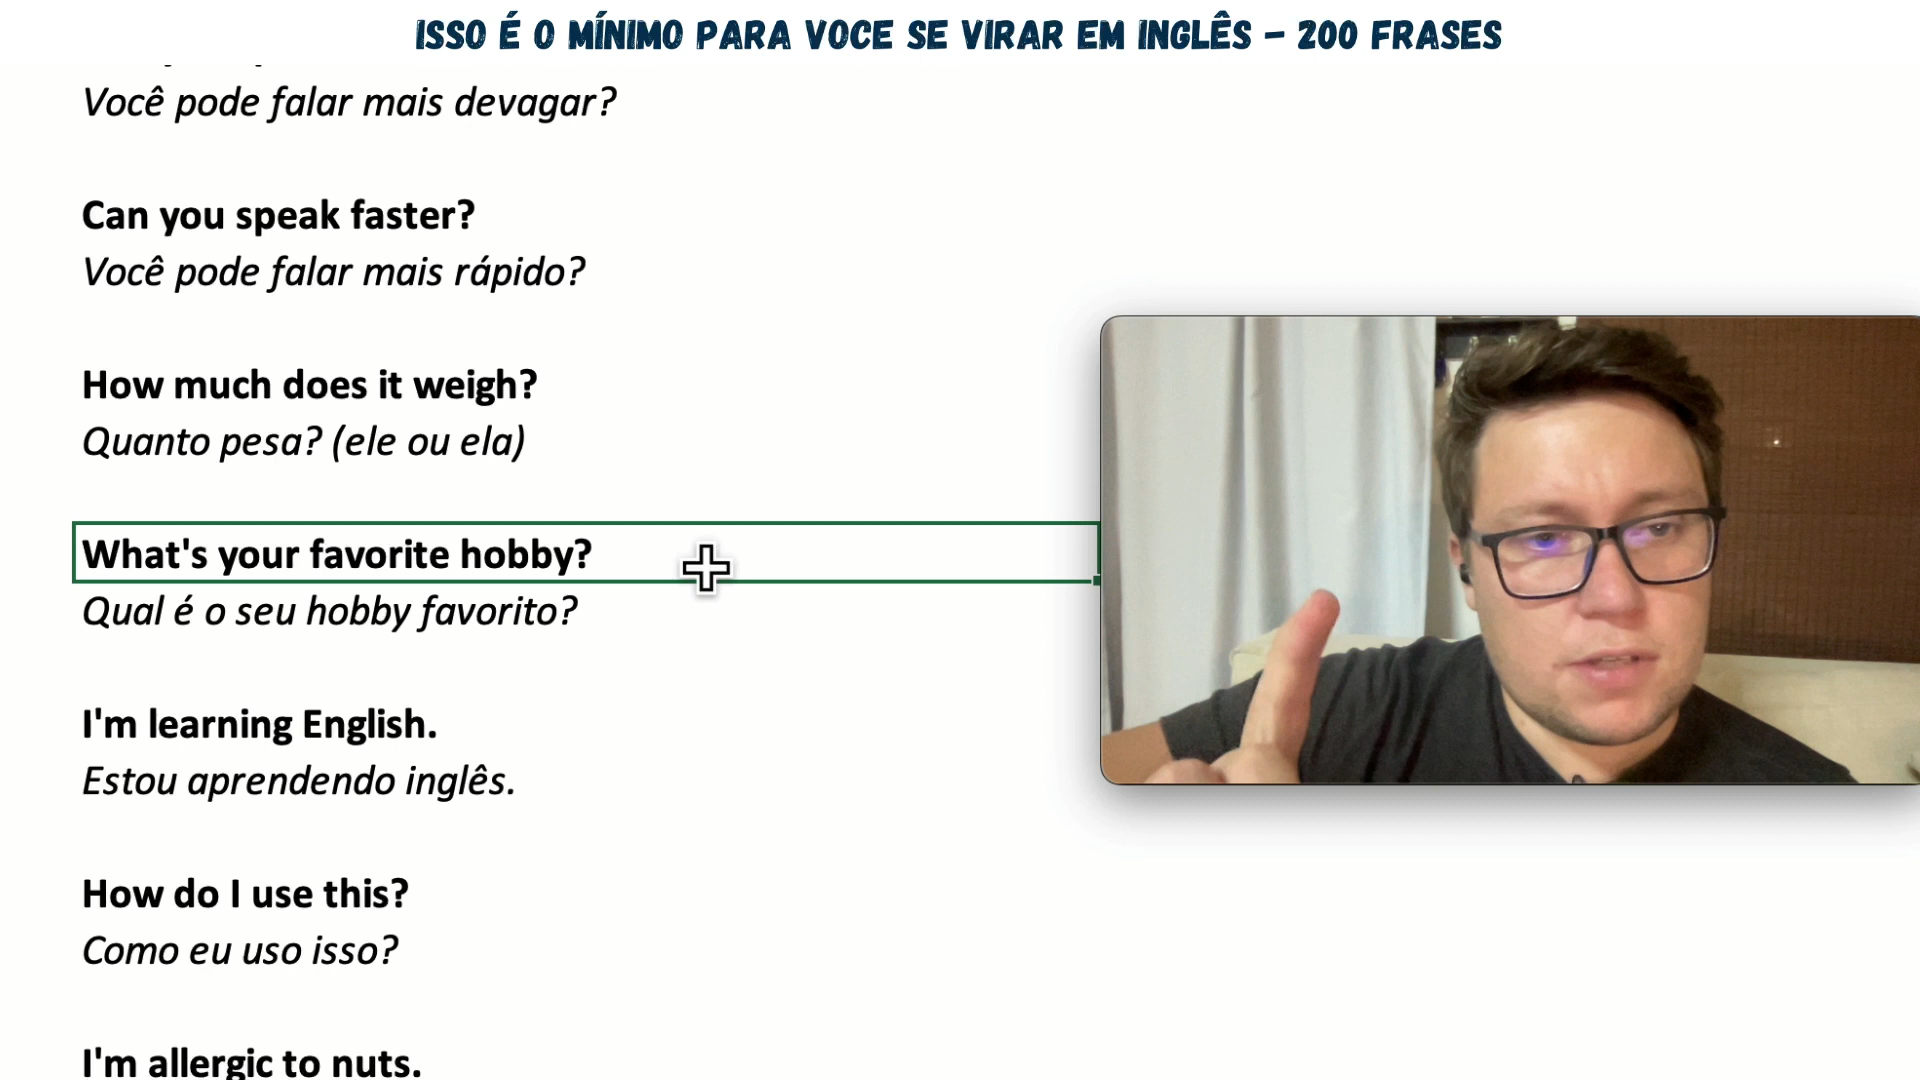 ISSO É O MÍNIMO PARA VOCE SE VIRAR EM INGLÊS – 200 FRASES
Você pode falar mais devagar?
Can you speak faster?
Você pode falar mais rápido?
How much does it weigh?
Quanto pesa? (ele ou ela)
What's your favorite hobby?
Qual é o seu hobby favorito?
I'm learning English.
Estou aprendendo inglês.
How do I use this?
Como eu uso isso?
I'm allergic to nuts.